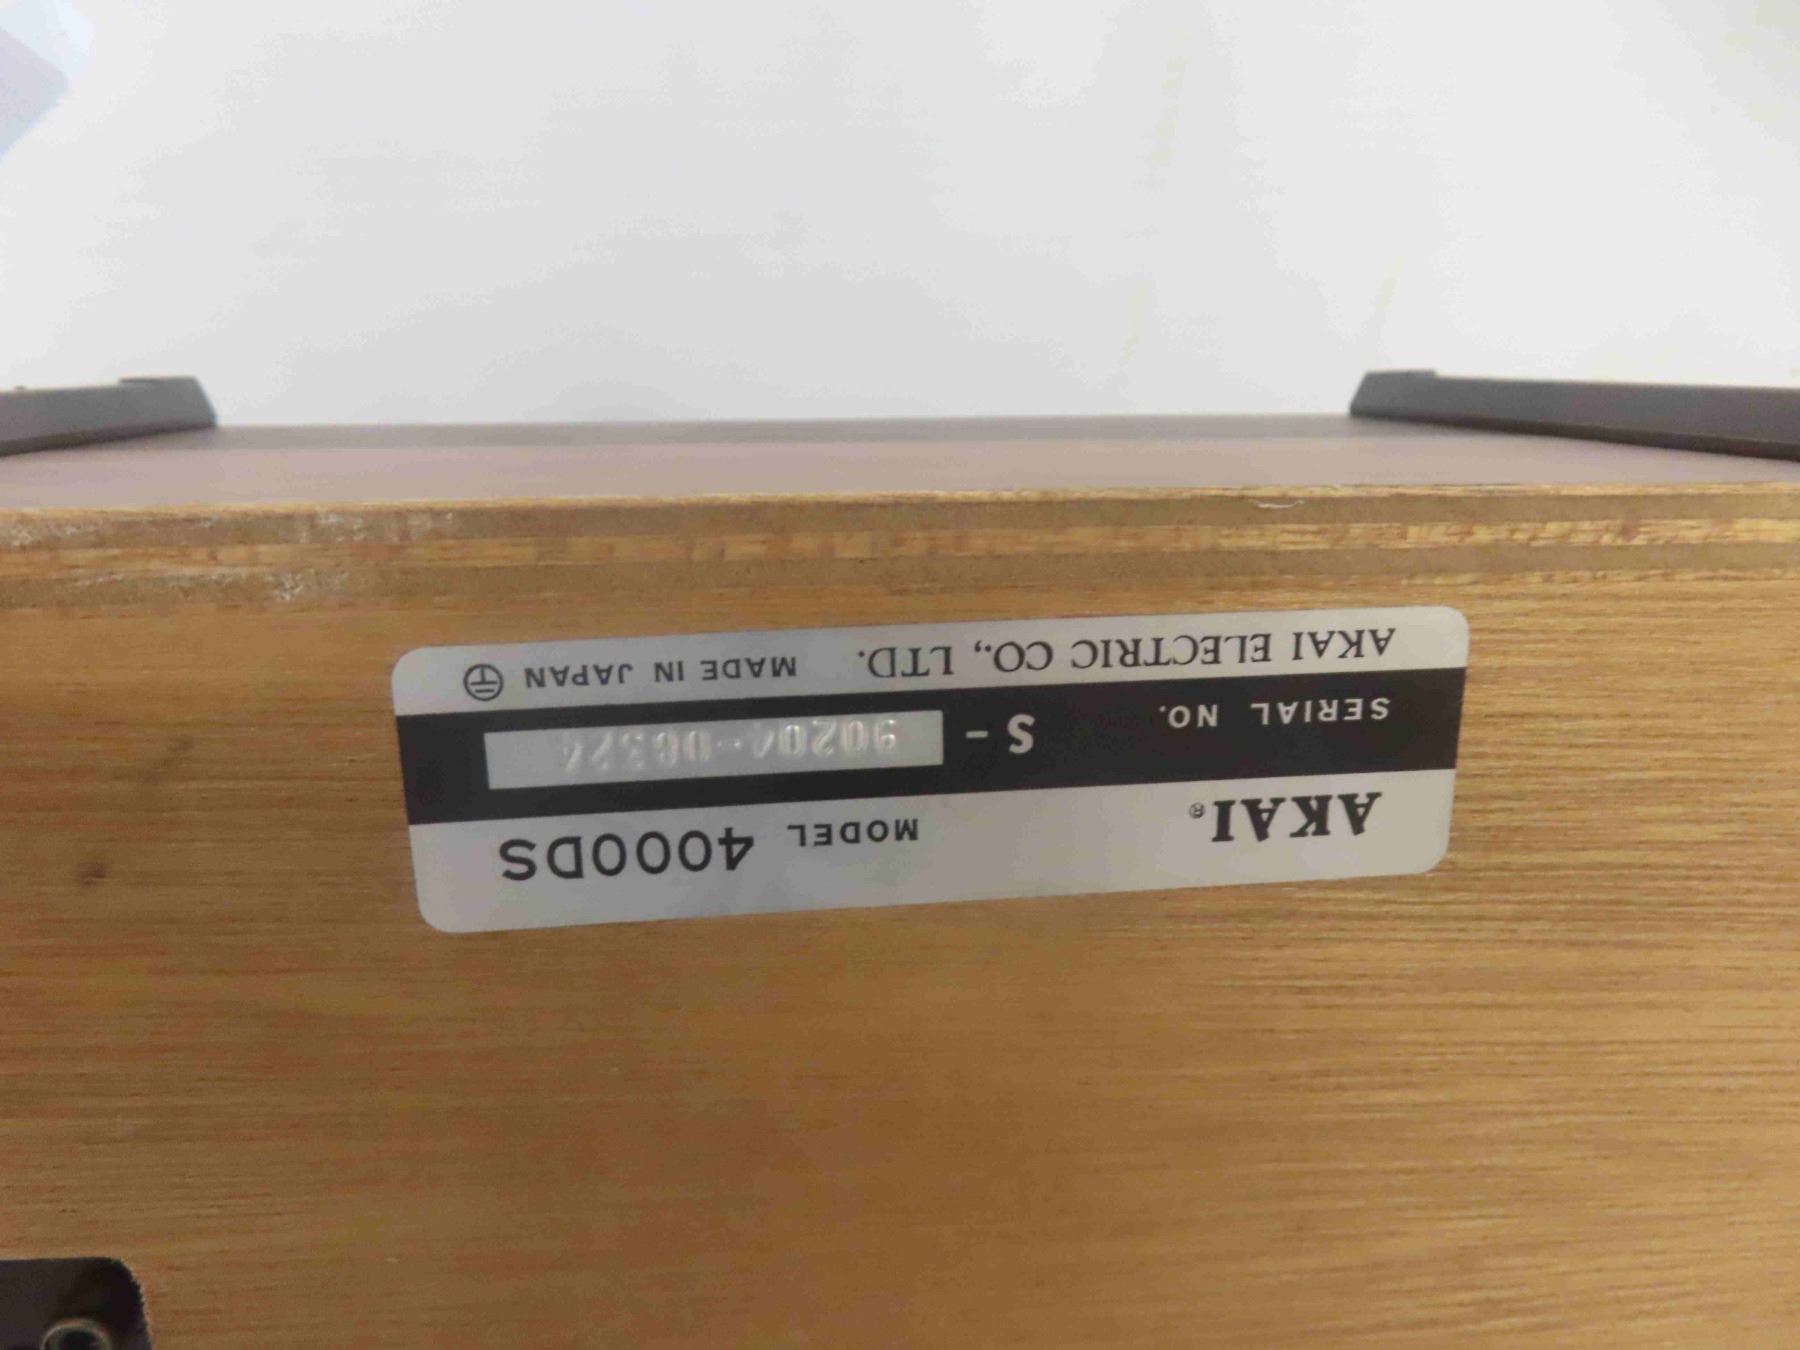 AKAI® MODEL 4000DS
SERIAL NO. S-
AKAI ELECTRIC CO., LTD. MADE IN JAPAN